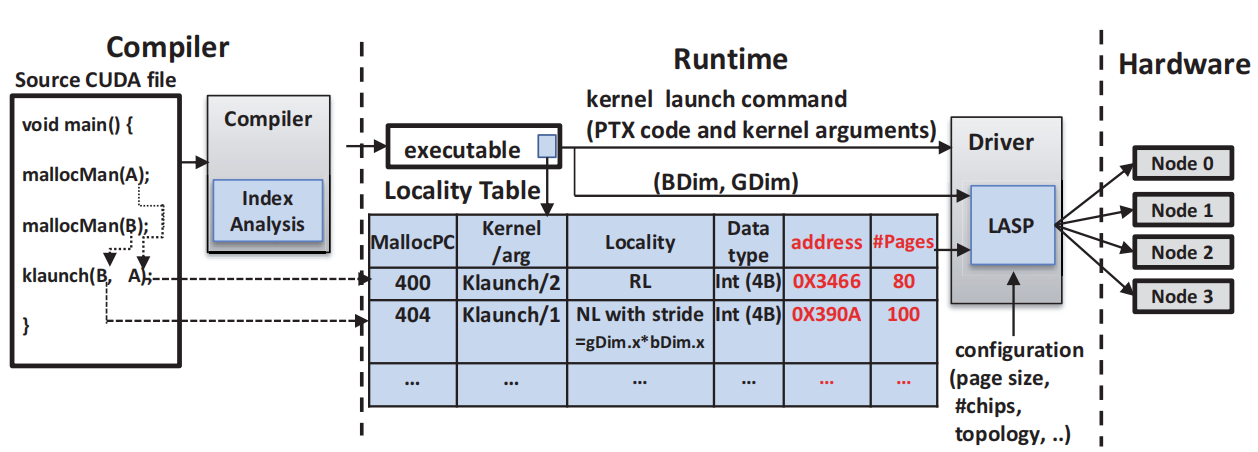 Compiler
Source CUDA file
void main() {
mallocMan(A);
mallocMan(B);
klaunch(B, A);
}
Compiler
Index
Analysis
Runtime
kernel launch command
(PTX code and kernel arguments)
executable
(BDim, GDim)
Locality Table
MallocPC
Kernel
/arg
Locality
Data
type
address
#Pages
400
Klaunch/2
RL
Int (4B)
0X3466
80
404
Klaunch/1
NL with stride
=gDim.x*bDim.x
Int (4B)
0X390A
100
...
...
...
...
...
...
Driver
LASP
configuration
(page size,
#chips,
topology, ..)
Hardware
Node 0
Node 1
Node 2
Node 3